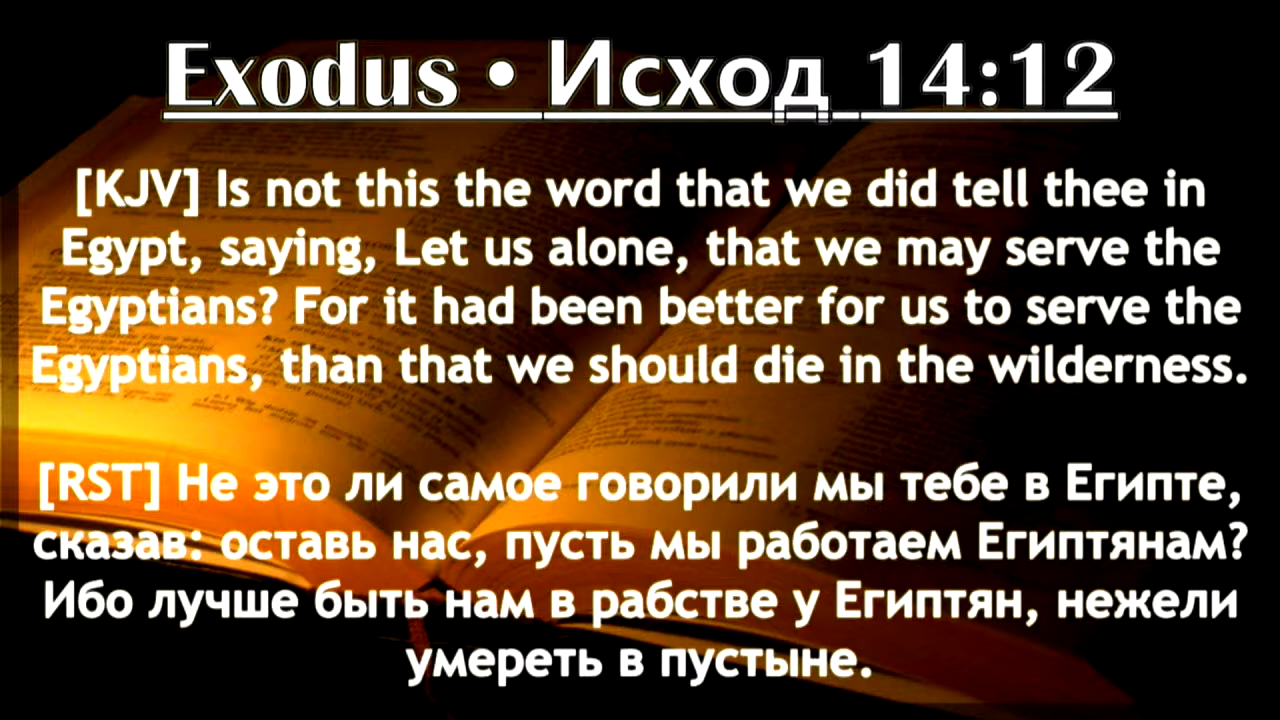 Exodus • Исход 14:12
[KJV] Is not this the word that we did tell thee in
Egypt, saying, Let us alone, that we may serve the
Egyptians? For it had been better for us to serve the
Egyptians, than that we should die in the wilderness.
[RST] Не это ли самое говорили мы тебе в Египте,
сказав: оставь нас, пусть мы работаем Египтянам?
Ибо лучше быть нам в рабстве у Египтян, нежели
умереть в пустыне.